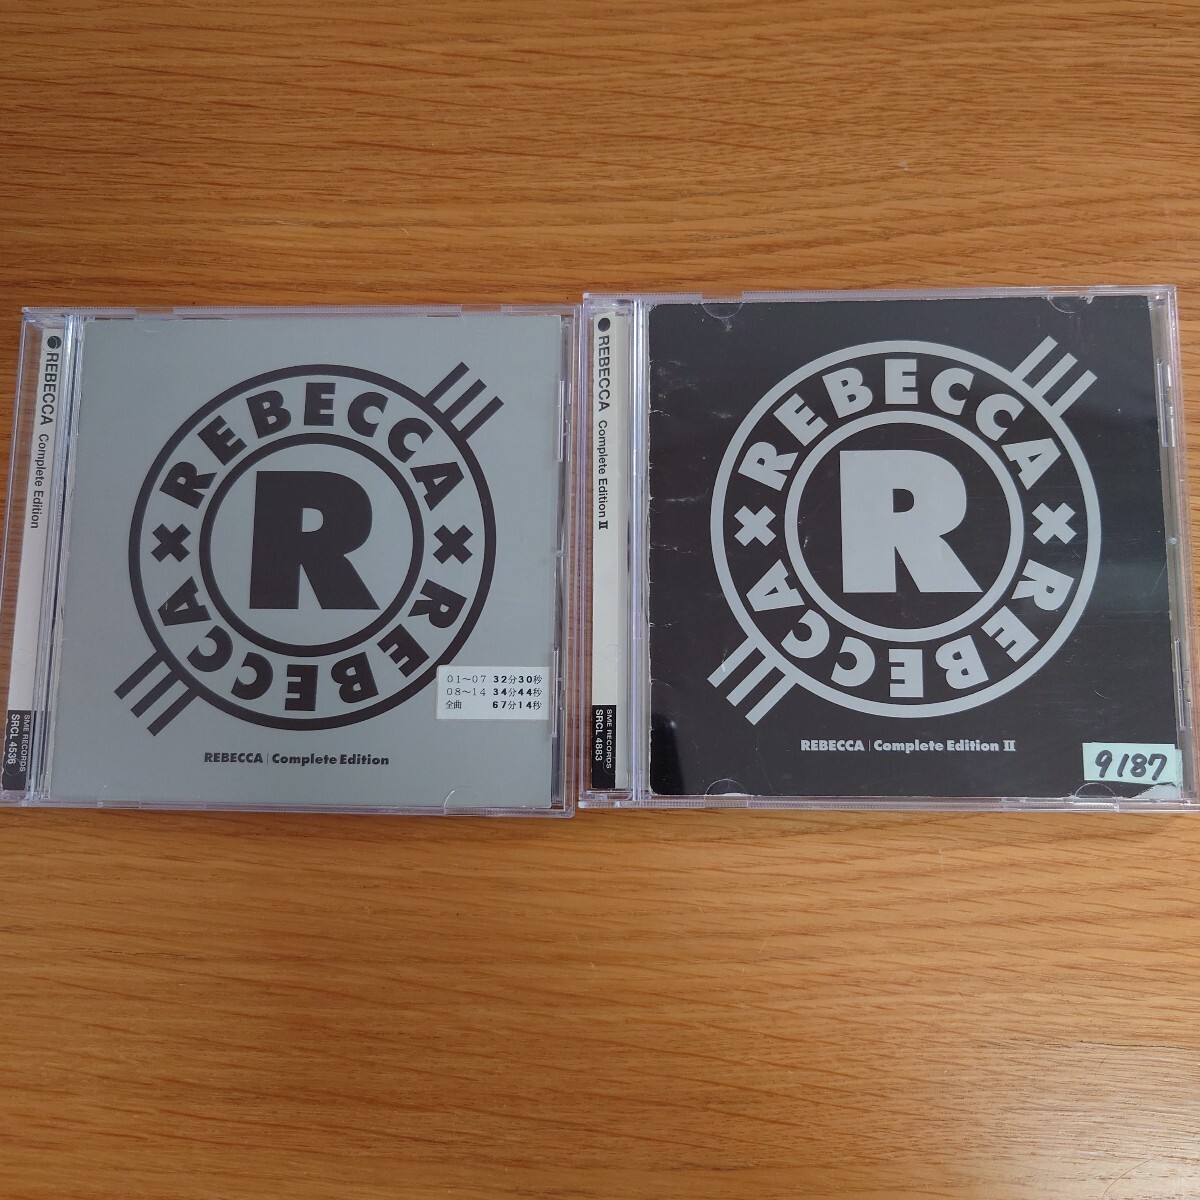 REBECCA Complete Edition
SME RECORDS
SRCL 4536
REBECCA × REBECCA ×
R
01～07 32分30秒
08～14 34分44秒
全曲 67分14秒
REBECCA | Complete Edition
REBECCA Complete Edition II
SME RECORDS
SRCL 4883
REBECCA × REBECCA ×
R
REBECCA | Complete Edition II
9187